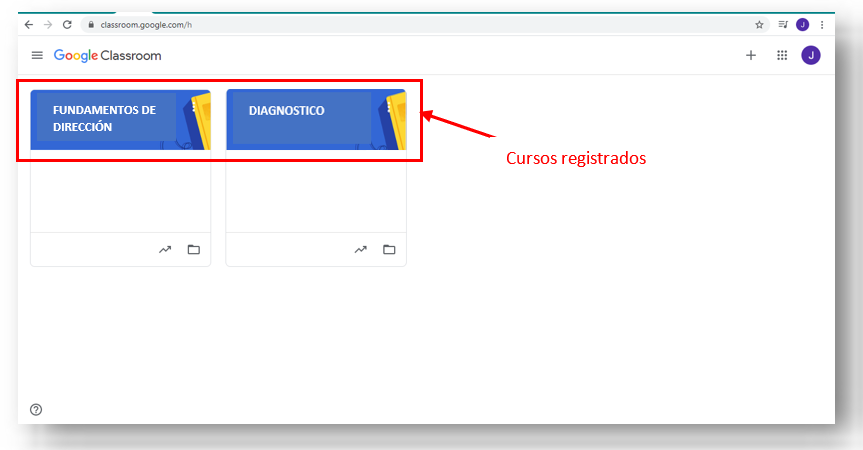 classroom.google.com/h
J
Google Classroom
J
FUNDAMENTOS DE
DIRECCIÓN
DIAGNOSTICO
Cursos registrados